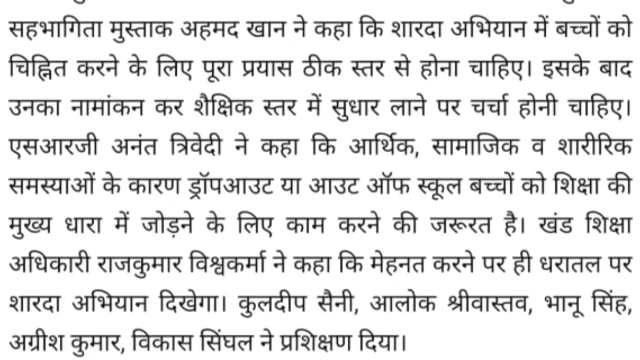 सहभागिता मुस्ताक अहमद खान ने कहा कि शारदा अभियान में बच्चों को
चिह्नित करने के लिए पूरा प्रयास ठीक स्तर से होना चाहिए। इसके बाद
उनका नामांकन कर शैक्षिक स्तर में सुधार लाने पर चर्चा होनी चाहिए।
एसआरजी अनंत त्रिवेदी ने कहा कि आर्थिक, सामाजिक व शारीरिक
समस्याओं के कारण ड्रॉपआउट या आउट ऑफ स्कूल बच्चों को शिक्षा की
मुख्य धारा में जोड़ने के लिए काम करने की जरूरत है। खंड शिक्षा
अधिकारी राजकुमार विश्वकर्मा ने कहा कि मेहनत करने पर ही धरातल पर
शारदा अभियान दिखेगा। कुलदीप सैनी, आलोक श्रीवास्तव, भानू सिंह,
अग्रीश कुमार, विकास सिंघल ने प्रशिक्षण दिया।